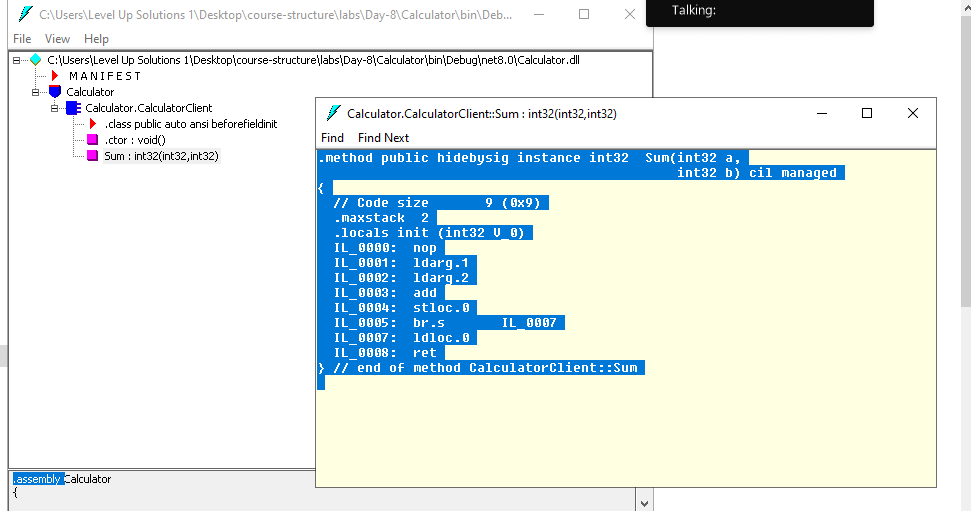 C:\Users\Level Up Solutions 1\Desktop\course-structure\labs\Day-8\Calculator\bin\Deb...
Talking:
File View Help
C:\Users\Level Up Solutions 1\Desktop\course-structure\labs\Day-8\Calculator\bin\Debug\net8.0\Calculator.dll
M A N I F E S T
Calculator
Calculator.CalculatorClient
.class public auto ansi beforefieldinit
.ctor : void()
Sum : int32(int32,int32)
Calculator.CalculatorClient::Sum : int32(int32,int32)
Find Find Next
.method public hidebysig instance int32  Sum(int32 a,
int32 b) cil managed
{
// Code size       9 (0x9)
.maxstack  2
.locals init (int32 V_0)
IL_0000:  nop
IL_0001:  ldarg.1
IL_0002:  ldarg.2
IL_0003:  add
IL_0004:  stloc.0
IL_0005:  br.s       IL_0007
IL_0007:  ldloc.0
IL_0008:  ret
} // end of method CalculatorClient::Sum
.assembly Calculator
{